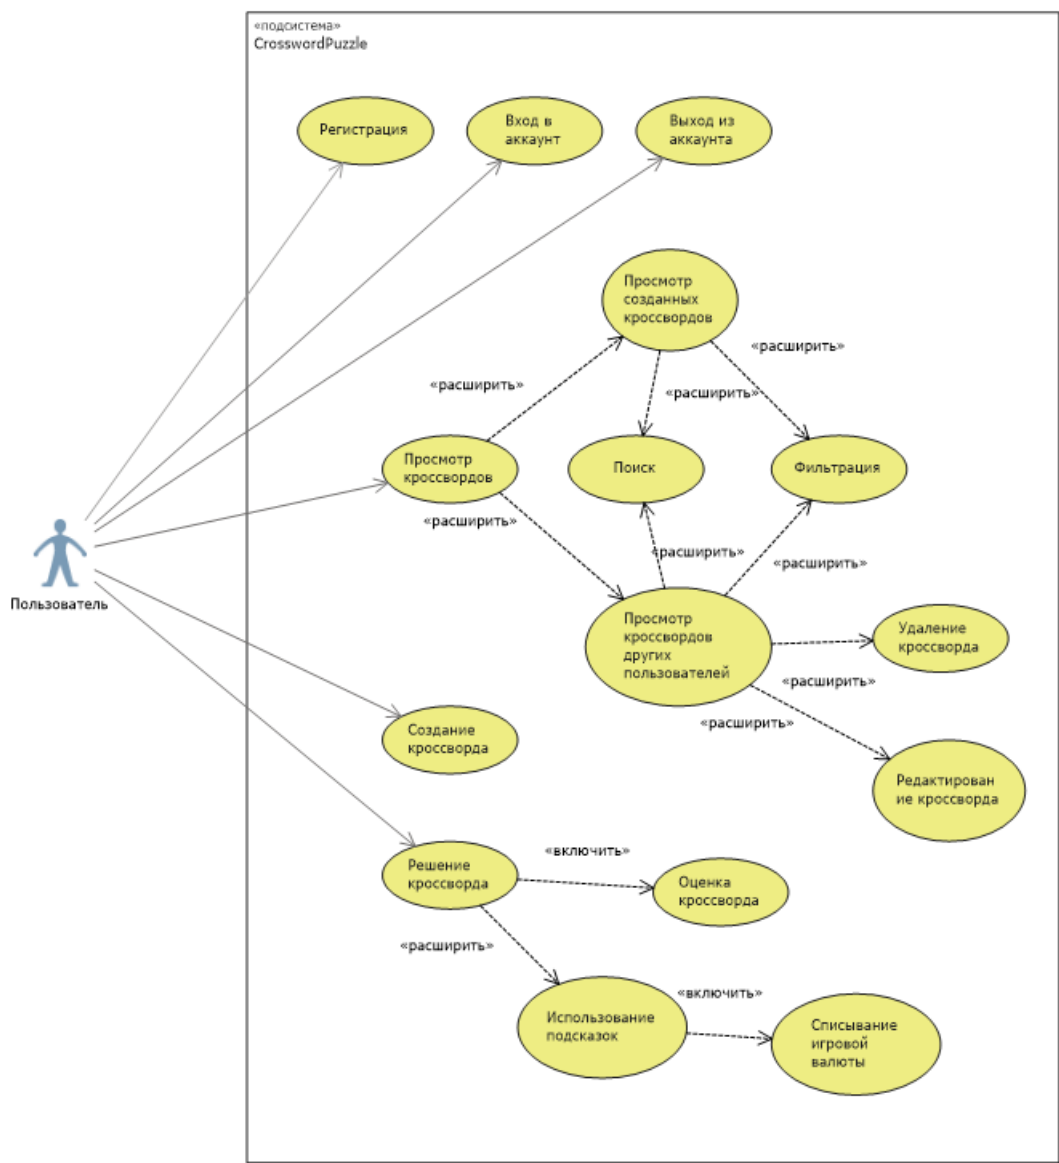 «подсистема»
CrosswordPuzzle
Регистрация
Вход в
аккаунт
Выход из
аккаунта
Просмотр
созданных
кроссвордов
«расширить»
«расширить»
«расширить»
Просмотр
кроссвордов
Поиск
Фильтрация
«расширить»
«расширить»
«расширить»
Пользователь
Просмотр
кроссвордов
других
пользователей
Удаление
кроссворда
«расширить»
«расширить»
Создание
кроссворда
Редактирован
ие кроссворда
Решение
кроссворда
«включить»
Оценка
кроссворда
«расширить»
Использование
подсказок
«включить»
Списывание
игровой
валюты